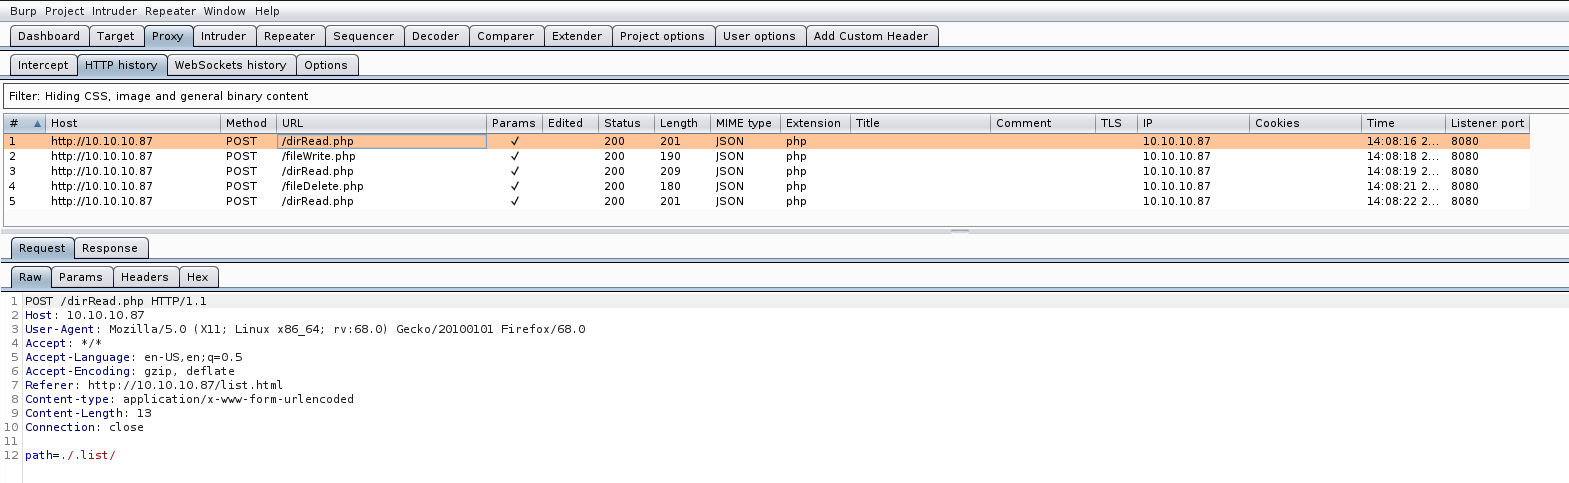 Burp Project Intruder Repeater Window Help
Dashboard Target Proxy Intruder Repeater Sequencer Decoder Comparer Extender Project options User options Add Custom Header
Intercept HTTP history WebSockets history Options
Filter: Hiding CSS, image and general binary content
# ▲ Host Method URL Params Edited Status Length MIME type Extension Title Comment TLS IP Cookies Time Listener port
1 http://10.10.10.87 POST /dirRead.php ✓ 200 201 JSON php 10.10.10.87 14:08:16 2... 8080
2 http://10.10.10.87 POST /fileWrite.php ✓ 200 190 JSON php 10.10.10.87 14:08:18 2... 8080
3 http://10.10.10.87 POST /dirRead.php ✓ 200 209 JSON php 10.10.10.87 14:08:19 2... 8080
4 http://10.10.10.87 POST /fileDelete.php ✓ 200 180 JSON php 10.10.10.87 14:08:21 2... 8080
5 http://10.10.10.87 POST /dirRead.php ✓ 200 201 JSON php 10.10.10.87 14:08:22 2... 8080
Request Response
Raw Params Headers Hex
1 POST /dirRead.php HTTP/1.1
2 Host: 10.10.10.87
3 User-Agent: Mozilla/5.0 (X11; Linux x86_64; rv:68.0) Gecko/20100101 Firefox/68.0
4 Accept: */*
5 Accept-Language: en-US,en;q=0.5
6 Accept-Encoding: gzip, deflate
7 Referer: http://10.10.10.87/list.html
8 Content-type: application/x-www-form-urlencoded
9 Content-Length: 13
10 Connection: close
11
12 path=./.list/